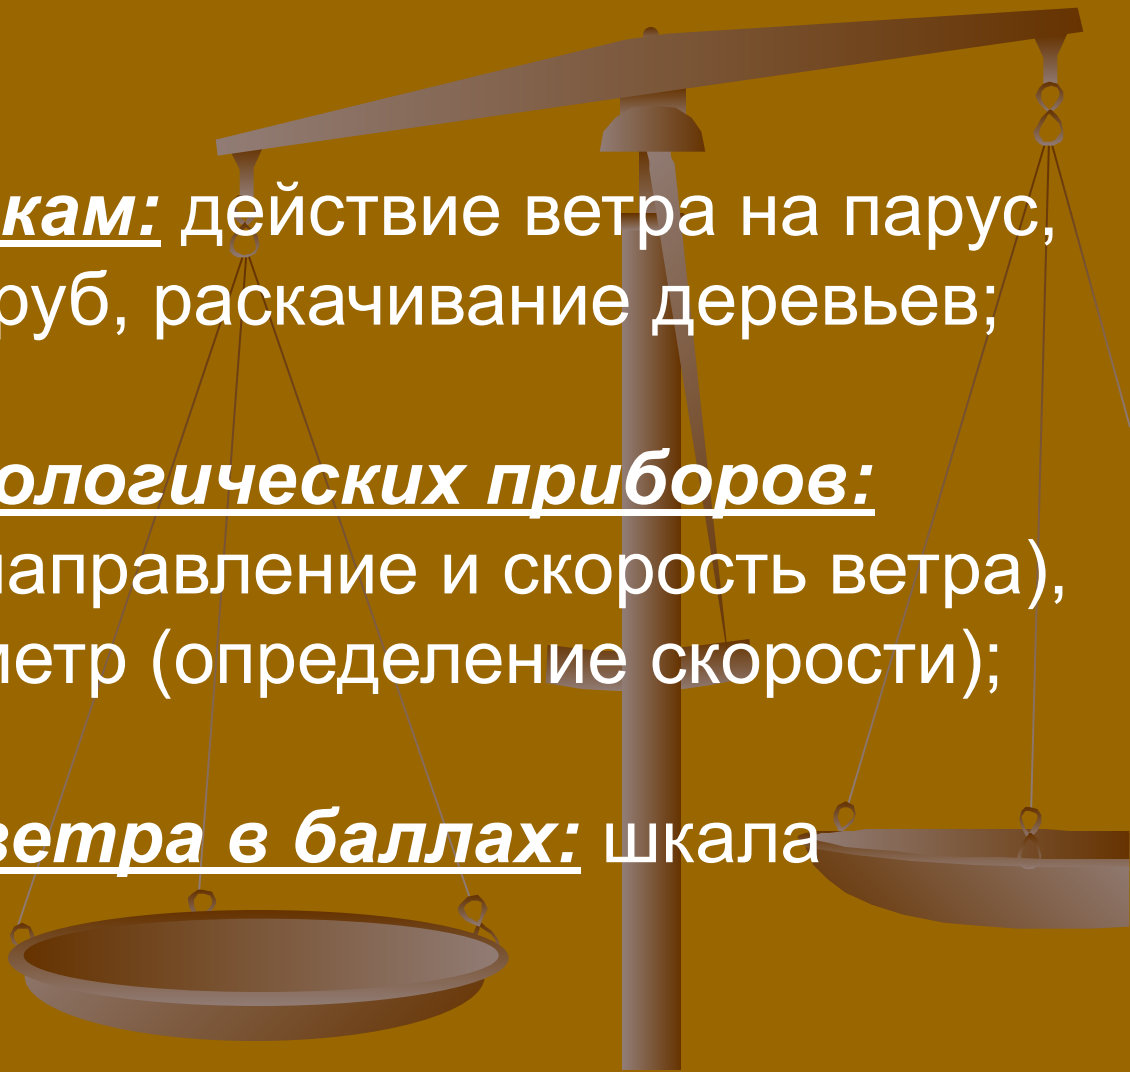 кам: действие ветра на парус,
руб, раскачивание деревьев;
ологических приборов:
направление и скорость ветра),
метр (определение скорости);
ветра в баллах: шкала